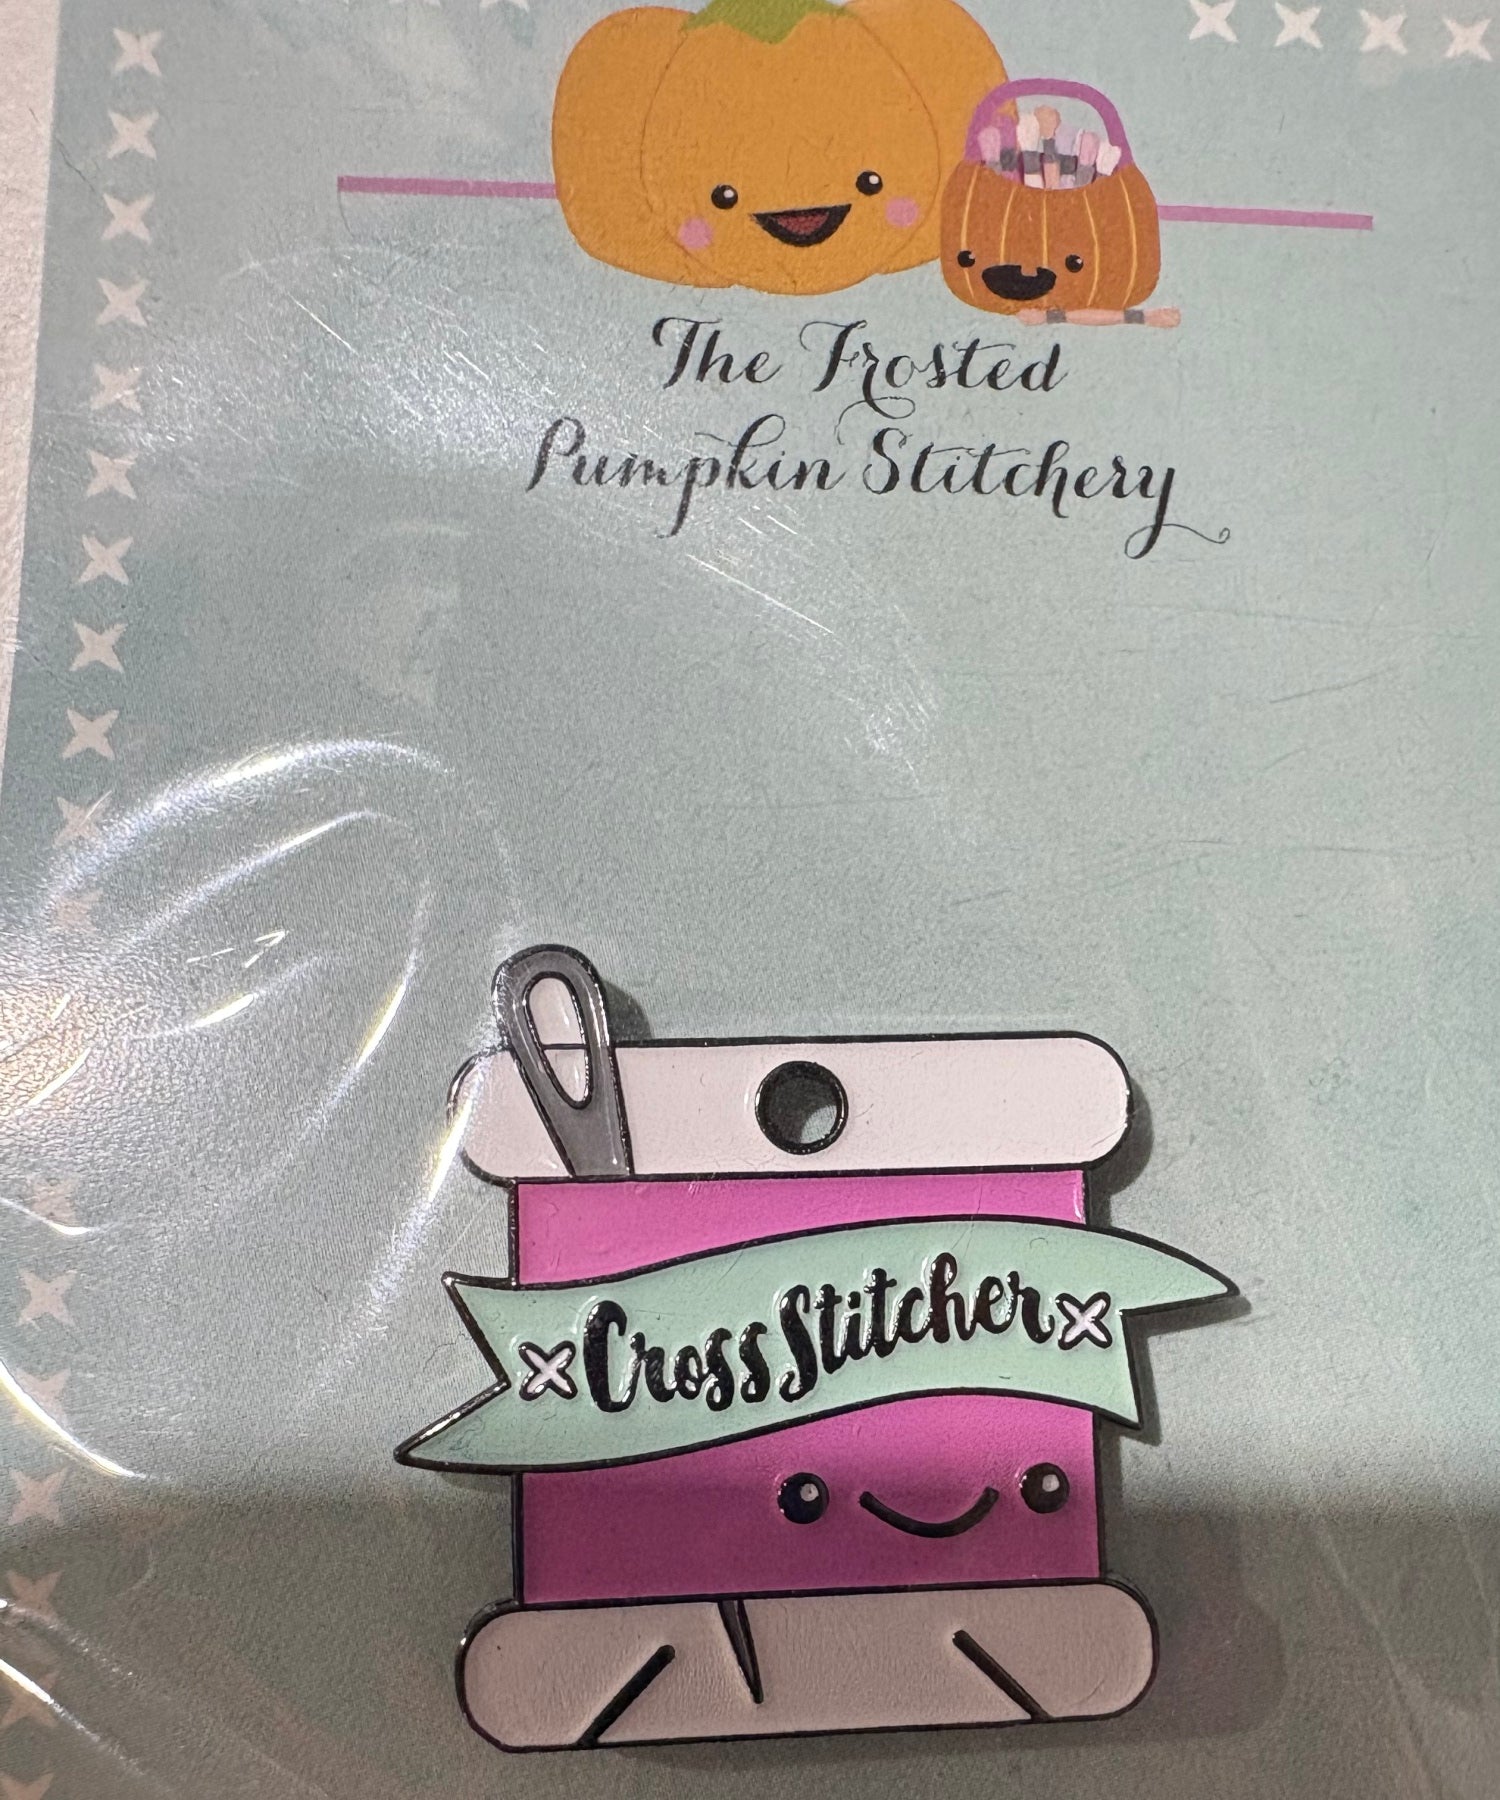 The Frosted
Pumpkin Stitchery
Cross Stitcher